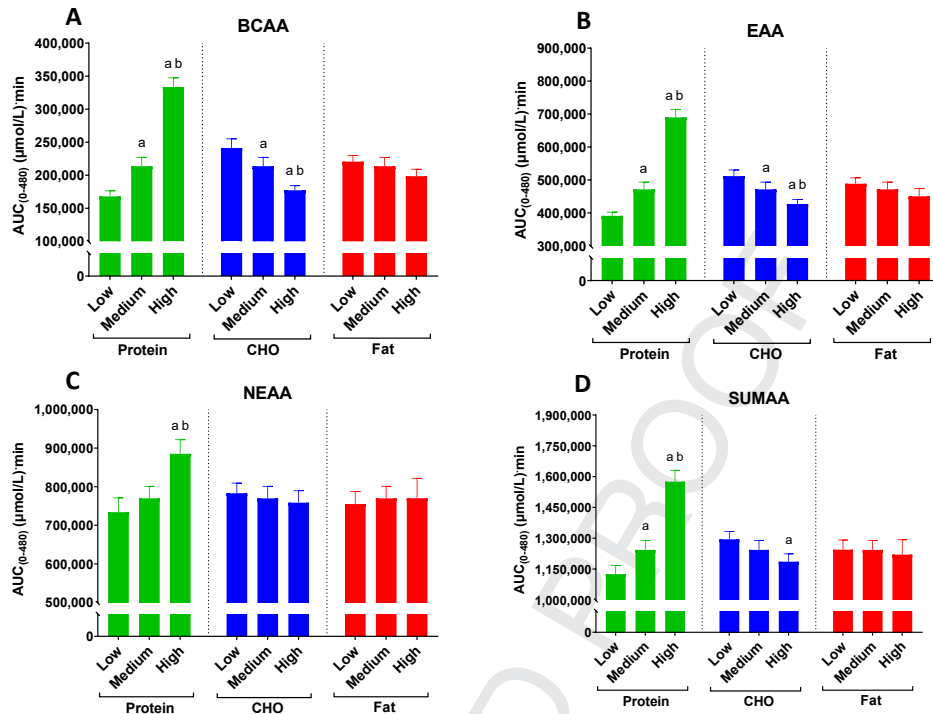 A
BCAA
AUC(0-480) (µmol/L)·min
400,000
350,000
300,000
250,000
200,000
150,000
100,000
0
a
a b
a
a b
Low
Medium
High
Low
Medium
High
Low
Medium
High
Protein
CHO
Fat
B
EAA
AUC(0-480) (µmol/L)·min
900,000
800,000
700,000
600,000
500,000
400,000
300,000
0
a
a b
a
a b
Low
Medium
High
Low
Medium
High
Low
Medium
High
Protein
CHO
Fat
C
NEAA
AUC(0-480) (µmol/L)·min
1,000,000
900,000
800,000
700,000
600,000
500,000
0
a b
Low
Medium
High
Low
Medium
High
Low
Medium
High
Protein
CHO
Fat
D
SUMAA
AUC(0-480) (µmol/L)·min
1,900,000
1,750,000
1,600,000
1,450,000
1,300,000
1,150,000
1,000,000
0
a
a b
a
Low
Medium
High
Low
Medium
High
Low
Medium
High
Protein
CHO
Fat
PROOF